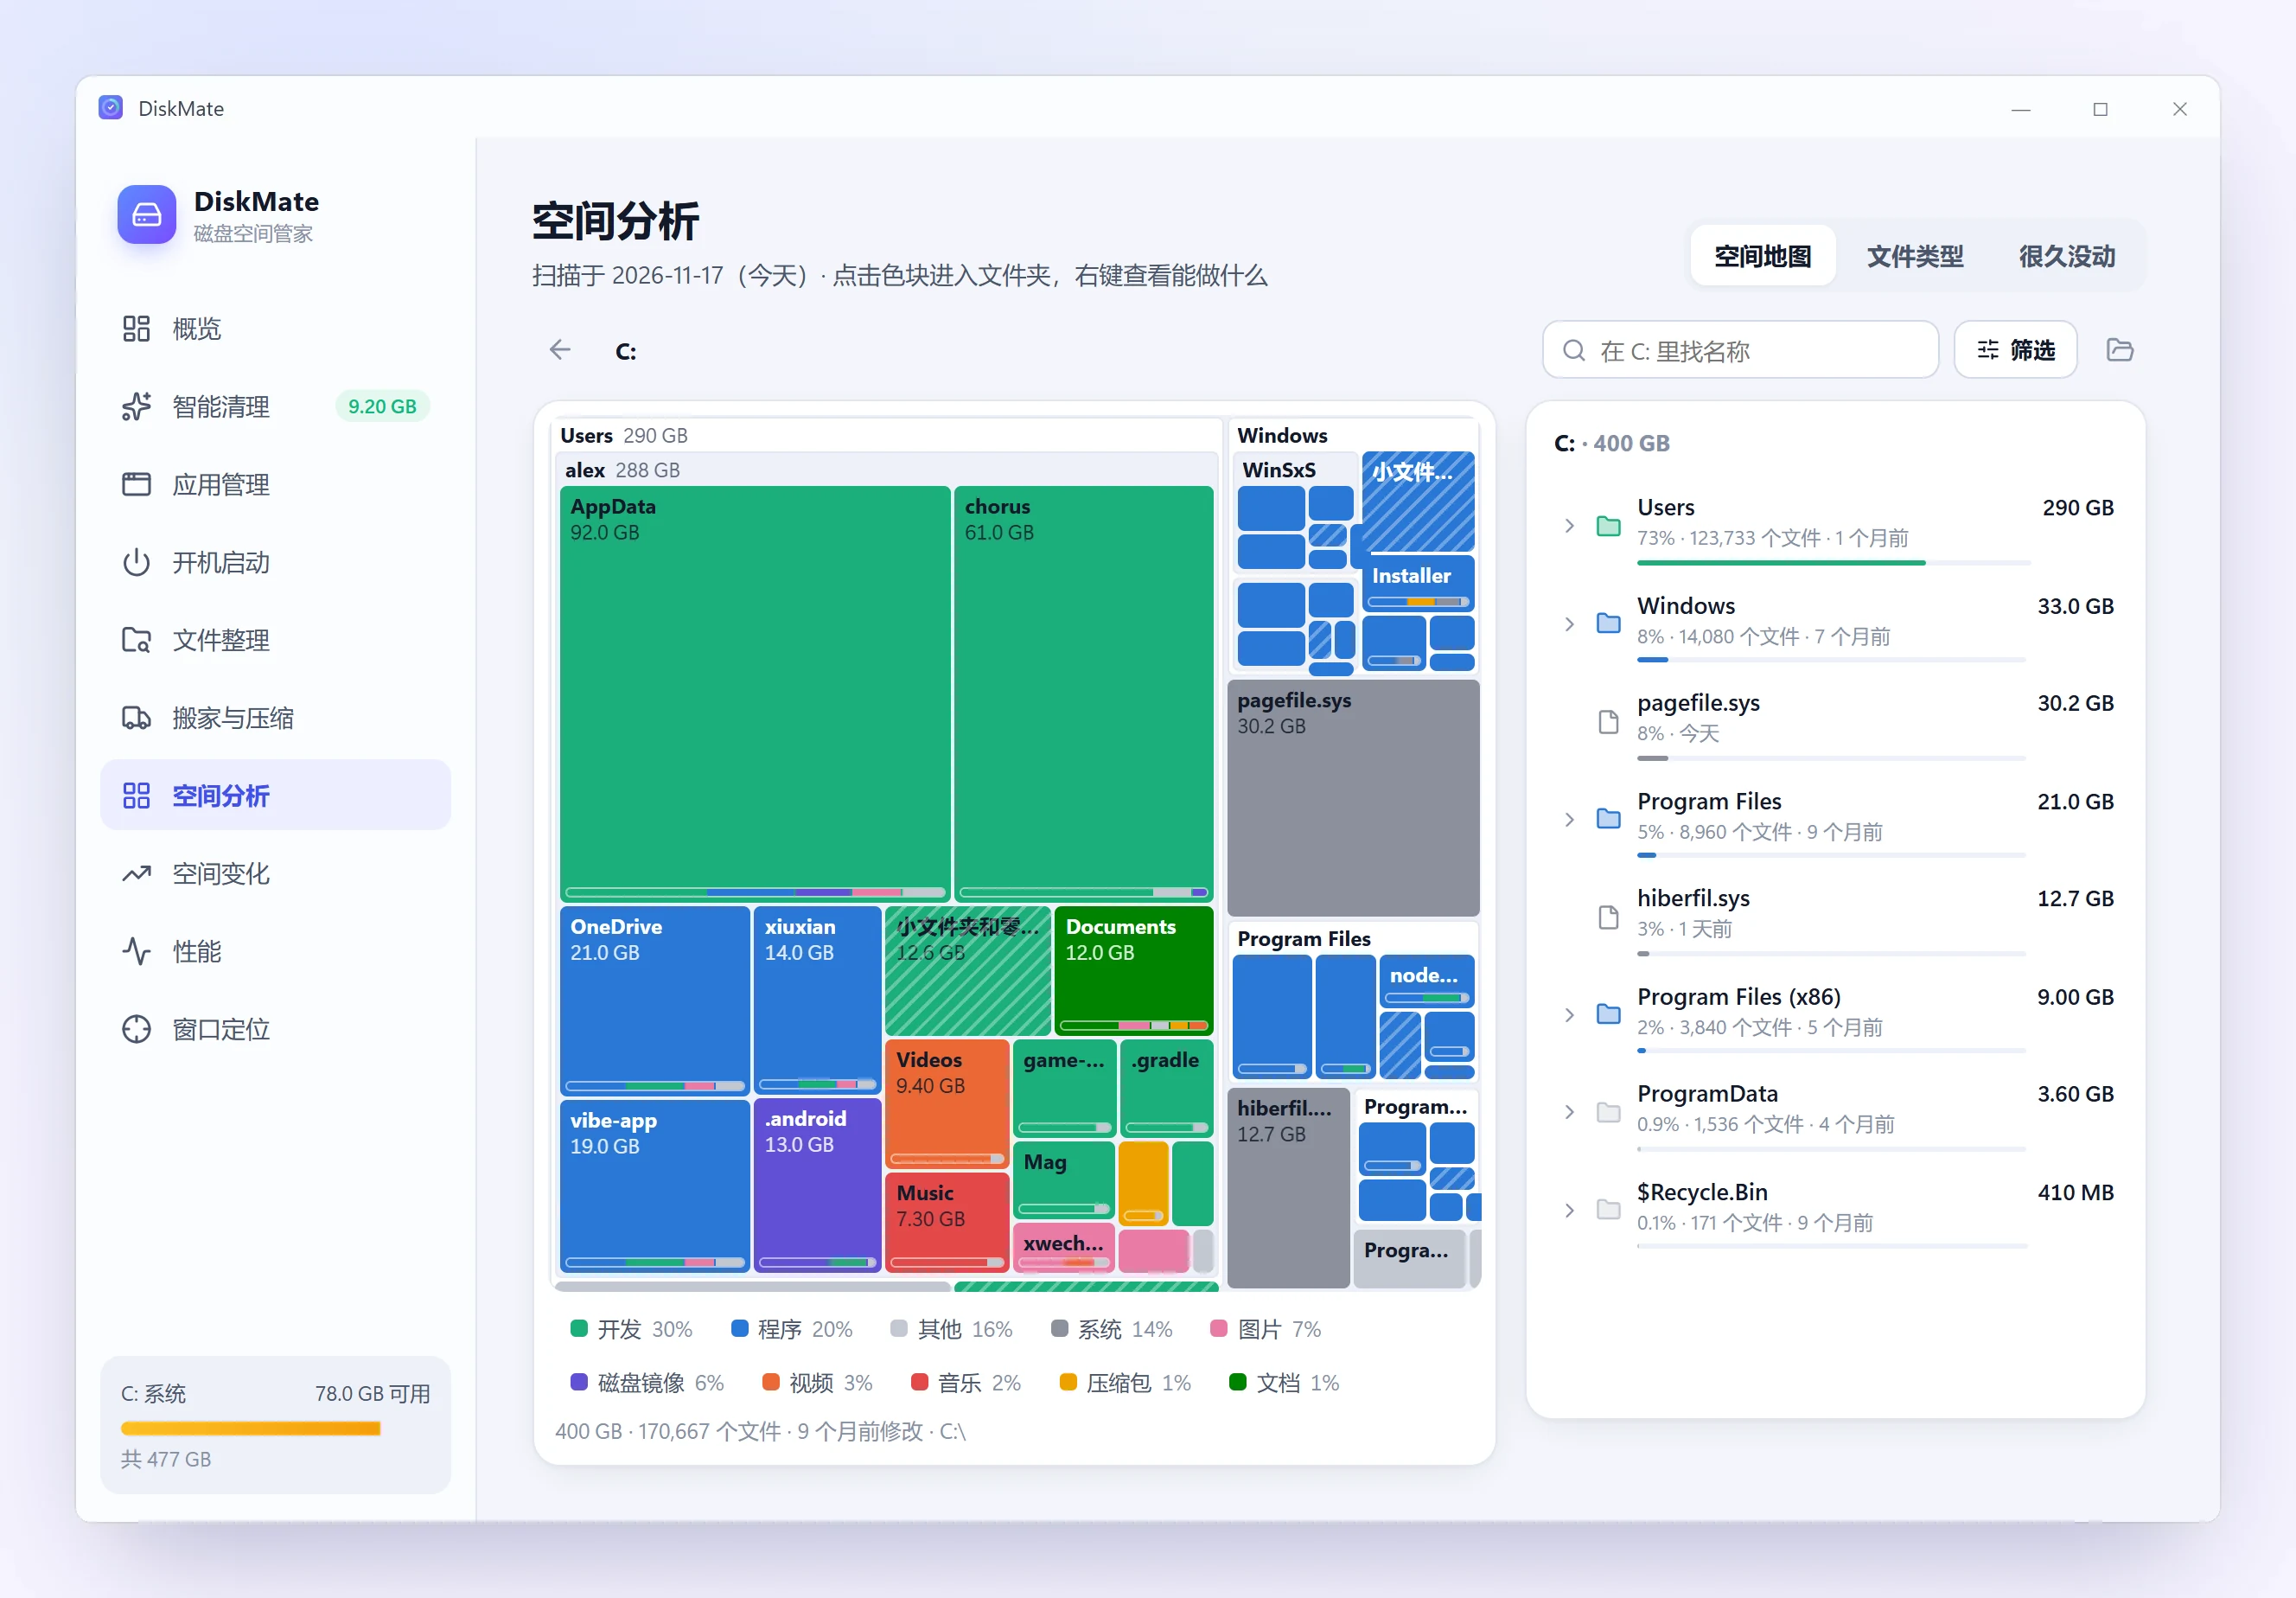 DiskMate
DiskMate
磁盘空间管家
概览
智能清理 9.20 GB
应用管理
开机启动
文件整理
搬家与压缩
空间分析
空间变化
性能
窗口定位
C: 系统 78.0 GB 可用
共 477 GB
空间分析
扫描于 2026-11-17（今天）· 点击色块进入文件夹，右键查看能做什么
空间地图 文件类型 很久没动
C:
在 C: 里找名称
筛选
Users 290 GB
alex 288 GB
AppData
92.0 GB
chorus
61.0 GB
OneDrive
21.0 GB
xiuxian
14.0 GB
小文件夹和零...
12.6 GB
Documents
12.0 GB
vibe-app
19.0 GB
.android
13.0 GB
Videos
9.40 GB
Music
7.30 GB
game-...
.gradle
Mag
xwech...
Windows
WinSxS
小文件...
Installer
pagefile.sys
30.2 GB
Program Files
node...
hiberfil....
12.7 GB
Program...
Progra...
开发 30% 程序 20% 其他 16% 系统 14% 图片 7%
磁盘镜像 6% 视频 3% 音乐 2% 压缩包 1% 文档 1%
400 GB · 170,667 个文件 · 9 个月前修改 · C:\
C: · 400 GB
Users 290 GB
73% · 123,733 个文件 · 1 个月前
Windows 33.0 GB
8% · 14,080 个文件 · 7 个月前
pagefile.sys 30.2 GB
8% · 今天
Program Files 21.0 GB
5% · 8,960 个文件 · 9 个月前
hiberfil.sys 12.7 GB
3% · 1 天前
Program Files (x86) 9.00 GB
2% · 3,840 个文件 · 5 个月前
ProgramData 3.60 GB
0.9% · 1,536 个文件 · 4 个月前
$Recycle.Bin 410 MB
0.1% · 171 个文件 · 9 个月前